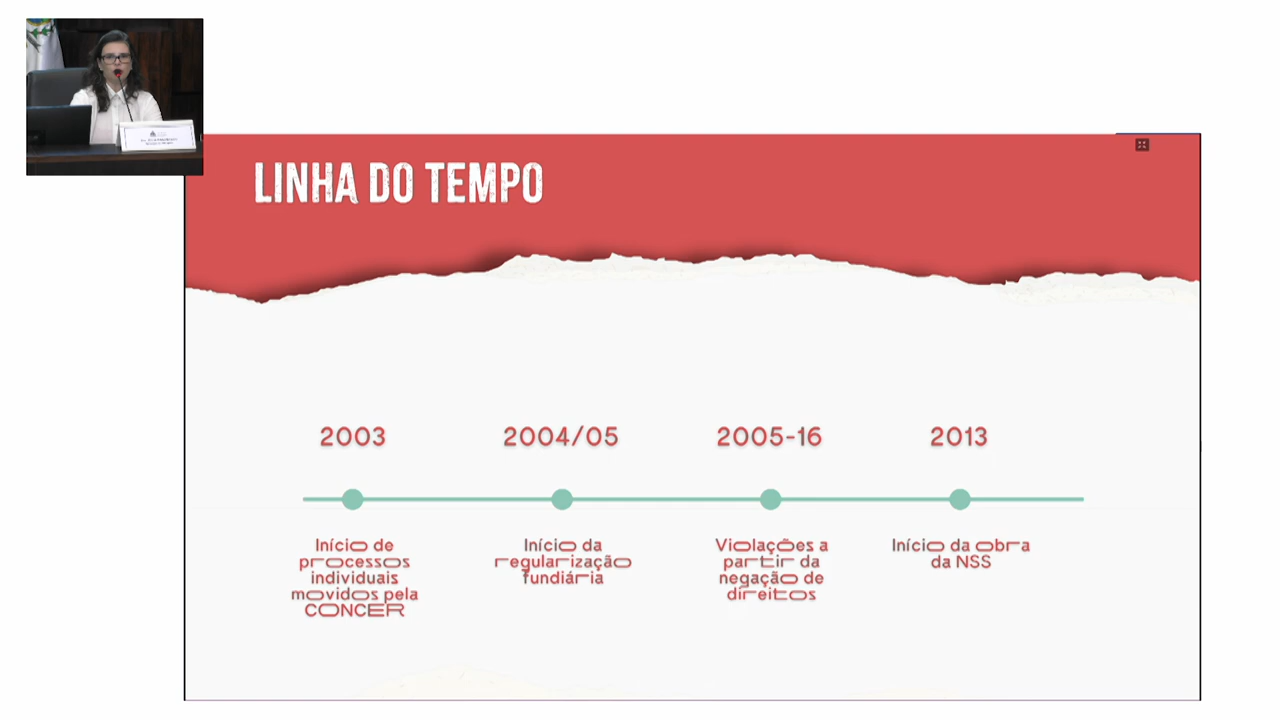 LINHA DO TEMPO
2003
2004/05
2005-16
2013
Início de
processos
individuais
movidos pela
CONCER
Início da
regularização
fundiária
Violações a
partir da
negação de
direitos
Início da obra
da NSS